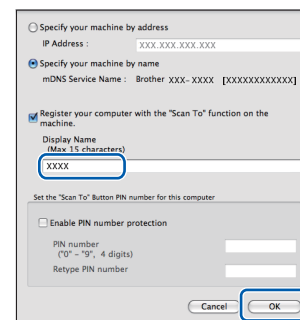 Specify your machine by address
IP Address : XXX.XXX.XXX.XXX
Specify your machine by name
mDNS Service Name : Brother XXX-XXXX [XXXXXXXXXXXX]
Register your computer with the "Scan To" function on the
machine.
Display Name
(Max 15 characters)
XXXX
Set the "Scan To" Button PIN number for this computer
Enable PIN number protection
PIN number
("0" – "9", 4 digits)
Retype PIN number
Cancel OK